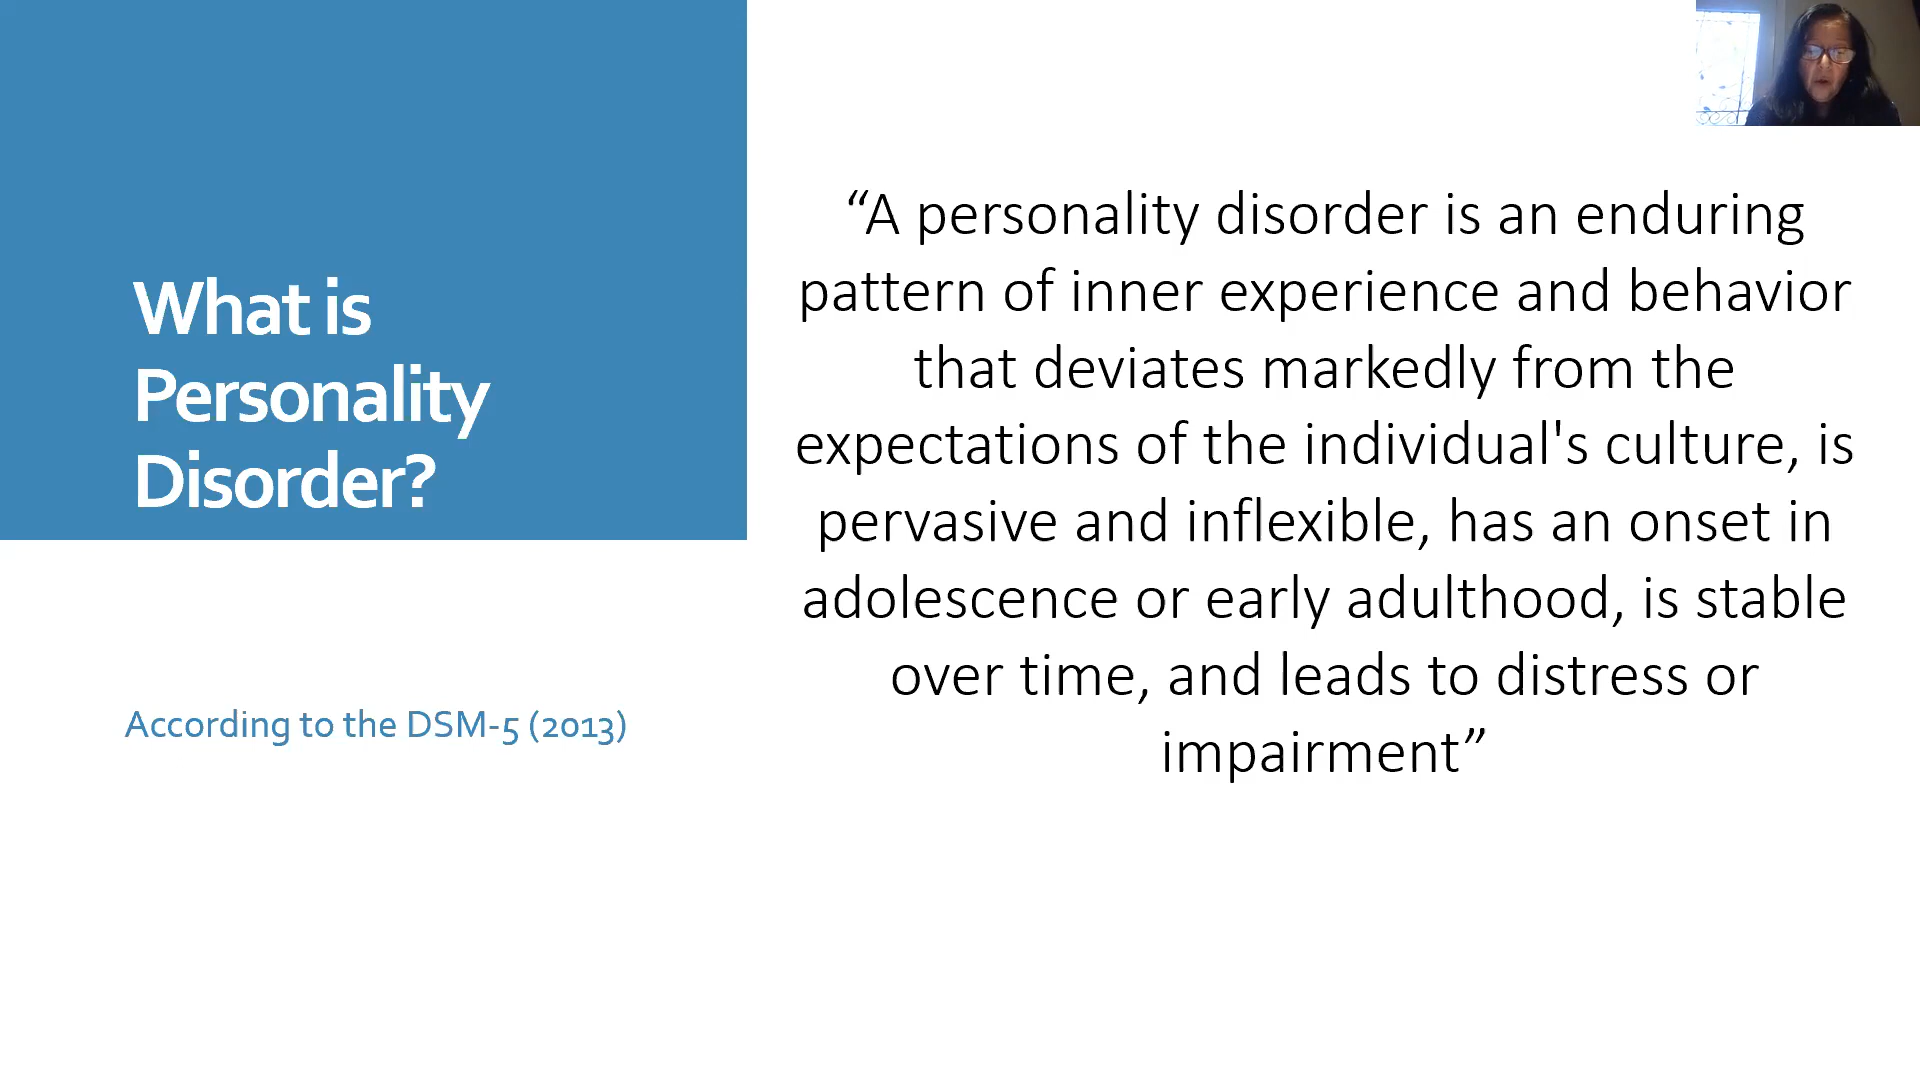 What is
Personality
Disorder?
According to the DSM-5 (2013)
“A personality disorder is an enduring
pattern of inner experience and behavior
that deviates markedly from the
expectations of the individual's culture, is
pervasive and inflexible, has an onset in
adolescence or early adulthood, is stable
over time, and leads to distress or
impairment”